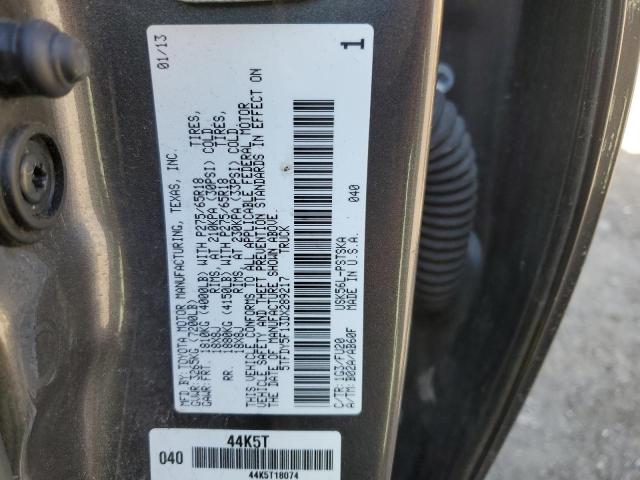 MFD BY: TOYOTA MOTOR MANUFACTURING, TEXAS, INC. 01/13
GVWR 3265KG (7200LB)
GAWR FRT. 1810KG (4000LB) WITH P275/65R18 TIRES,
18X8J RIMS, AT 210KPA (30PSI) COLD
RR. 1880KG (4150LB) WITH P275/65R18 TIRES,
18X8J RIMS, AT 230KPA (33PSI) COLD
THIS VEHICLE CONFORMS TO ALL APPLICABLE FEDERAL MOTOR
VEHICLE SAFETY AND THEFT PREVENTION STANDARDS IN EFFECT ON
THE DATE OF MANUFACTURE SHOWN ABOVE.
5TFDY5F13DX289217 TRUCK
1
C/TR: 1G3/FU20 USK56L-PSTSKA 040
A/TM: B02A/AB60F MADE IN U.S.A.
040
44K5T
44K5T18074